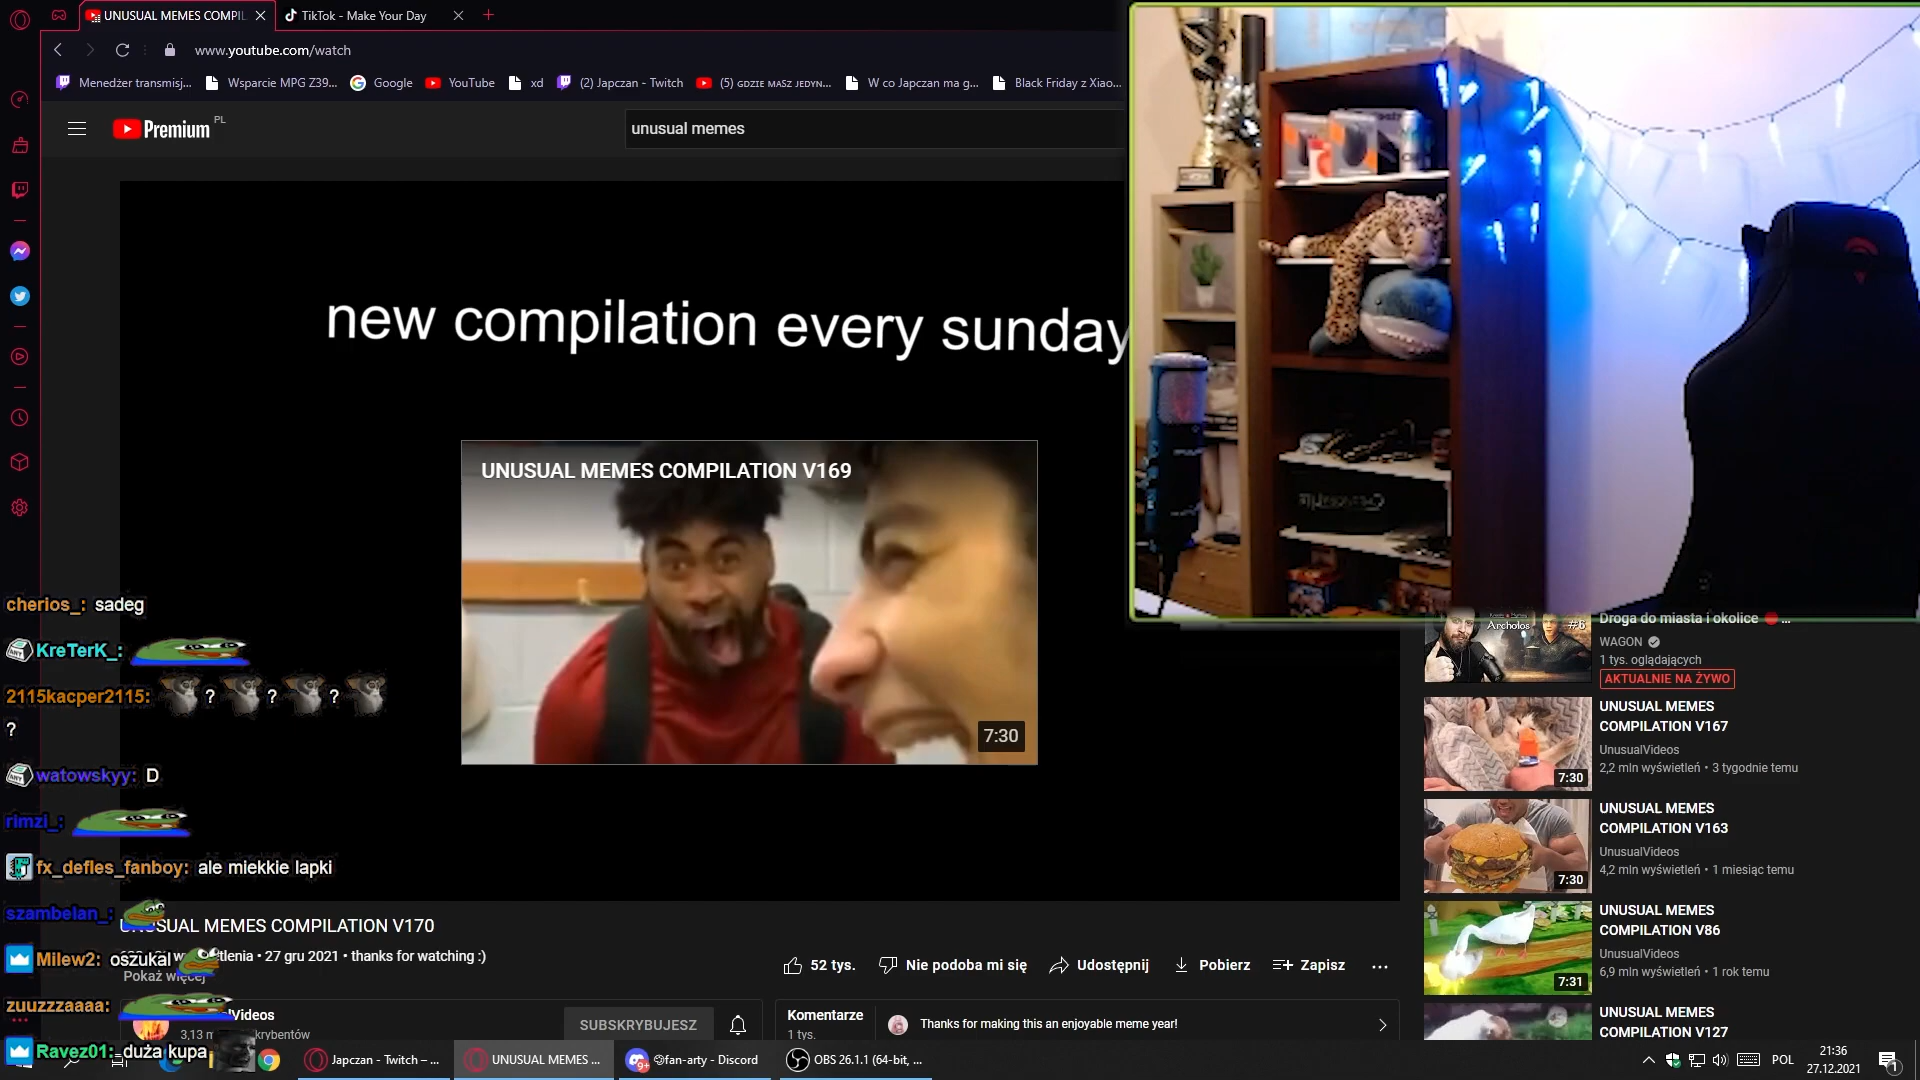 UNUSUAL MEMES COMPIL
TikTok - Make Your Day
www.youtube.com/watch
Menedżer transmisj...
Wsparcie MPG Z39...
Google
YouTube
xd
(2) Japczan - Twitch
(5) GDZIE MASZ JEDYN...
W co Japczan ma g...
Black Friday z Xiao...
Premium PL
unusual memes
new compilation every sunday
UNUSUAL MEMES COMPILATION V169
7:30
cherios_: sadeg
KreTerK_:
2115kacper2115: ? ? ?
?
watowskyy: D
rimzi_:
fx_defles_fanboy: ale miekkie lapki
szambelan_:
Milew2: oszukal
zuuzzzaaaa:
Ravez01: duża kupa
UNUSUAL MEMES COMPILATION V170
27 gru 2021 • thanks for watching :)
Pokaż więcej
52 tys.
Nie podoba mi się
Udostępnij
Pobierz
Zapisz
SUBSKRYBUJESZ
Komentarze
1 tys.
Thanks for making this an enjoyable meme year!
Archolos
#6
Droga do miasta i okolice ...
WAGON
1 tys. oglądających
AKTUALNIE NA ŻYWO
UNUSUAL MEMES
COMPILATION V167
UnusualVideos
2,2 mln wyświetleń • 3 tygodnie temu
7:30
UNUSUAL MEMES
COMPILATION V163
UnusualVideos
4,2 mln wyświetleń • 1 miesiąc temu
7:30
UNUSUAL MEMES
COMPILATION V86
UnusualVideos
6,9 mln wyświetleń • 1 rok temu
7:31
UNUSUAL MEMES
COMPILATION V127
Japczan - Twitch – ...
UNUSUAL MEMES ...
fan-arty - Discord
OBS 26.1.1 (64-bit, ...
POL
21:36
27.12.2021
1